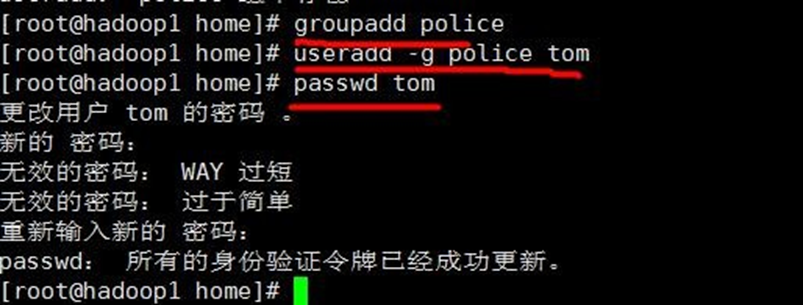 [root@hadoop1 home]# groupadd police
[root@hadoop1 home]# useradd -g police tom
[root@hadoop1 home]# passwd tom
更改用户 tom 的密码 。
新的 密码:
无效的密码: WAY 过短
无效的密码: 过于简单
重新输入新的 密码:
passwd: 所有的身份验证令牌已经成功更新。
[root@hadoop1 home]#